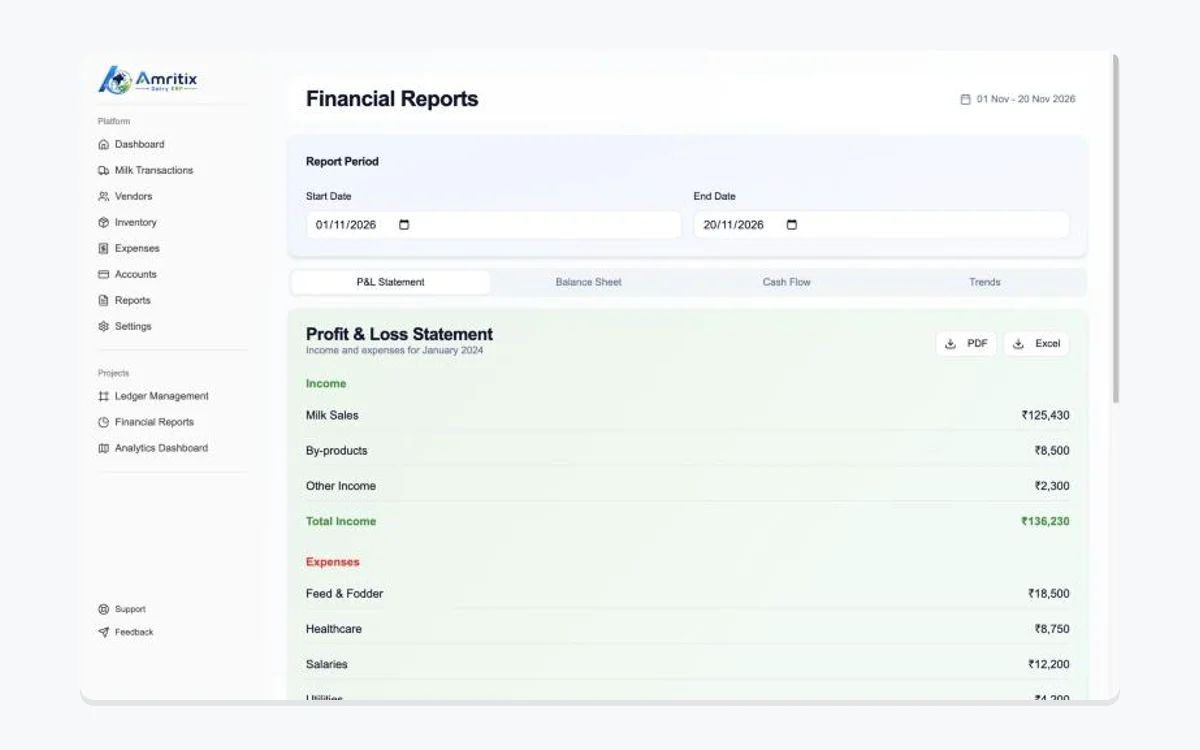 Amritix
Dairy ERP
Platform
Dashboard
Milk Transactions
Vendors
Inventory
Expenses
Accounts
Reports
Settings
Projects
Ledger Management
Financial Reports
Analytics Dashboard
Support
Feedback
Financial Reports
01 Nov - 20 Nov 2026
Report Period
Start Date
End Date
01/11/2026
20/11/2026
P&L Statement
Balance Sheet
Cash Flow
Trends
Profit & Loss Statement
Income and expenses for January 2024
PDF
Excel
Income
Milk Sales ₹125,430
By-products ₹8,500
Other Income ₹2,300
Total Income ₹136,230
Expenses
Feed & Fodder ₹18,500
Healthcare ₹8,750
Salaries ₹12,200
Utilities ₹4,200